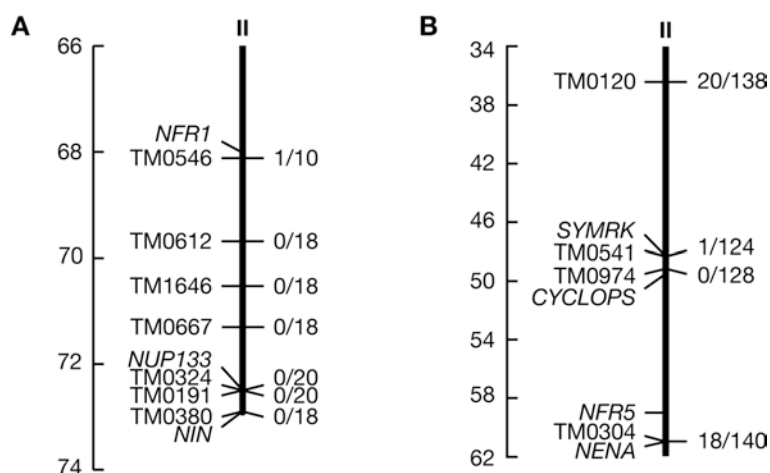 A
II
66
NFR1
68
TM0546 1/10
TM0612 0/18
70
TM1646 0/18
TM0667 0/18
72
NUP133
TM0324 0/20
TM0191 0/20
TM0380 0/18
NIN
74
B
II
34
TM0120 20/138
38
42
46
SYMRK
TM0541 1/124
TM0974 0/128
50
CYCLOPS
54
58
NFR5
TM0304 18/140
NENA
62